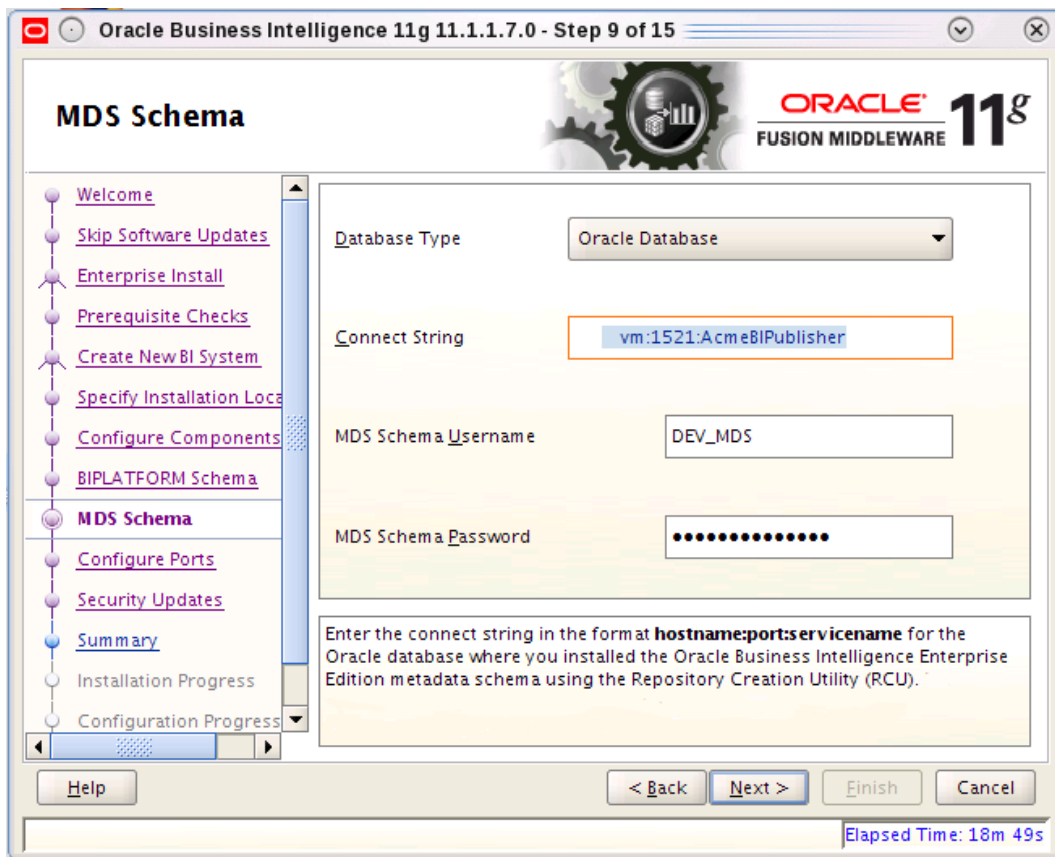 Oracle Business Intelligence 11g 11.1.1.7.0 - Step 9 of 15
MDS Schema
ORACLE
FUSION MIDDLEWARE
11g
Welcome
Skip Software Updates
Enterprise Install
Prerequisite Checks
Create New BI System
Specify Installation Loca
Configure Components
BIPLATFORM Schema
MDS Schema
Configure Ports
Security Updates
Summary
Installation Progress
Configuration Progress
Database Type
Oracle Database
Connect String
vm:1521:AcmeBIPublisher
MDS Schema Username
DEV_MDS
MDS Schema Password
••••••••••••••
Enter the connect string in the format hostname:port:servicename for the
Oracle database where you installed the Oracle Business Intelligence Enterprise
Edition metadata schema using the Repository Creation Utility (RCU).
Help
< Back
Next >
Finish
Cancel
Elapsed Time: 18m 49s